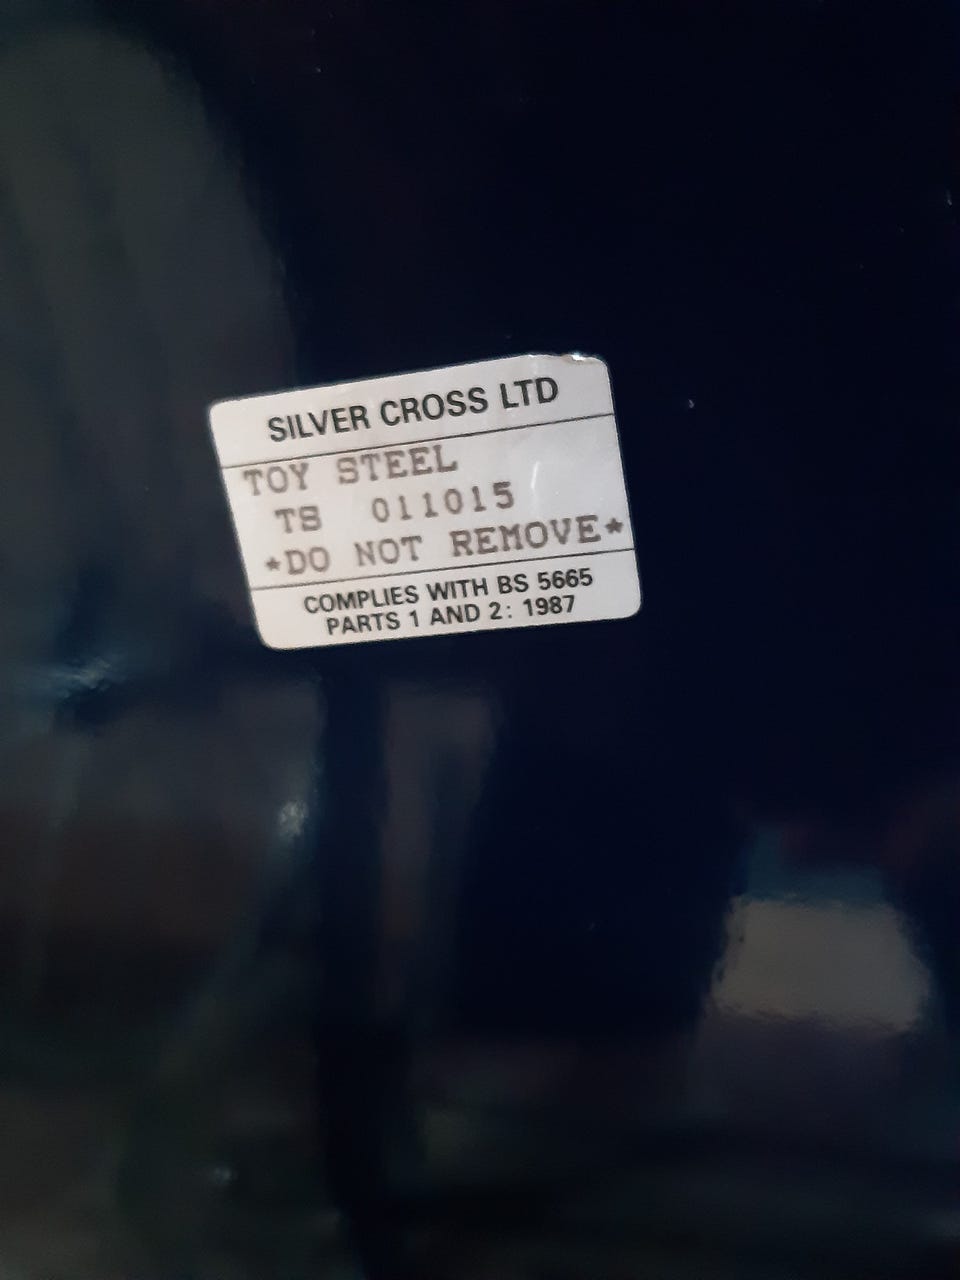 SILVER CROSS LTD
TOY STEEL
TS 011015
*DO NOT REMOVE*
COMPLIES WITH BS 5665
PARTS 1 AND 2: 1987